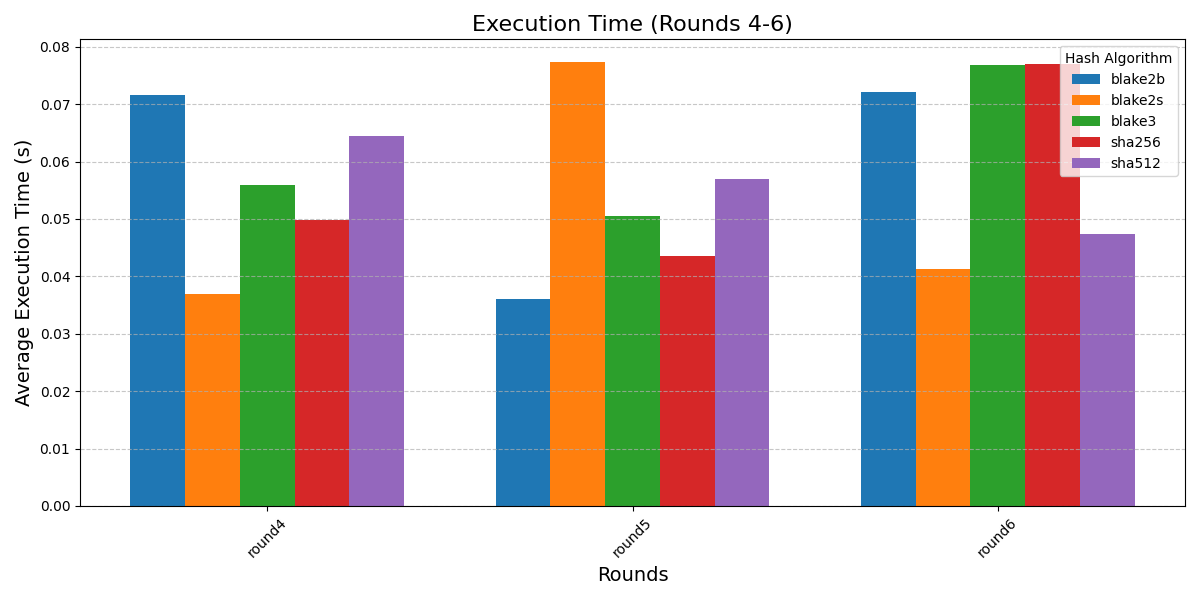 Execution Time (Rounds 4-6)
Average Execution Time (s)
0.08
0.07
0.06
0.05
0.04
0.03
0.02
0.01
0.00
Hash Algorithm
blake2b
blake2s
blake3
sha256
sha512
round4
round5
round6
Rounds